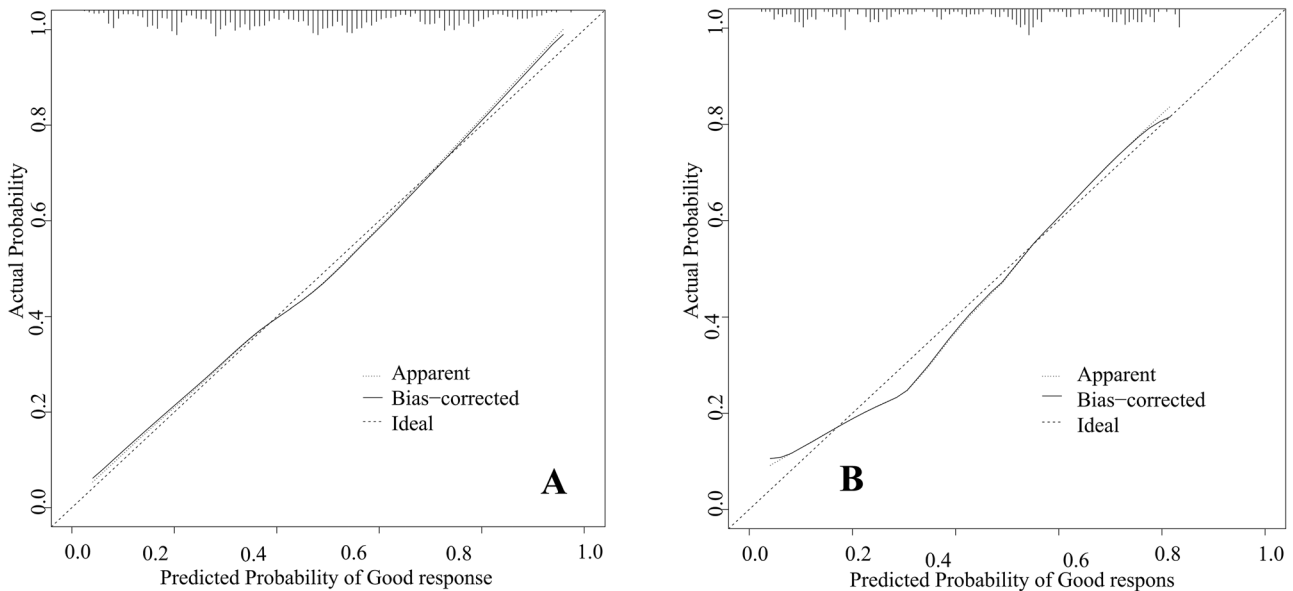 1.0
0.8
0.6
0.4
0.2
0.0
Actual Probability
Apparent
Bias-corrected
Ideal
A
0.0 0.2 0.4 0.6 0.8 1.0
Predicted Probability of Good response
1.0
0.8
0.6
0.4
0.2
0.0
Actual Probability
Apparent
Bias-corrected
Ideal
B
0.0 0.2 0.4 0.6 0.8 1.0
Predicted Probability of Good respons